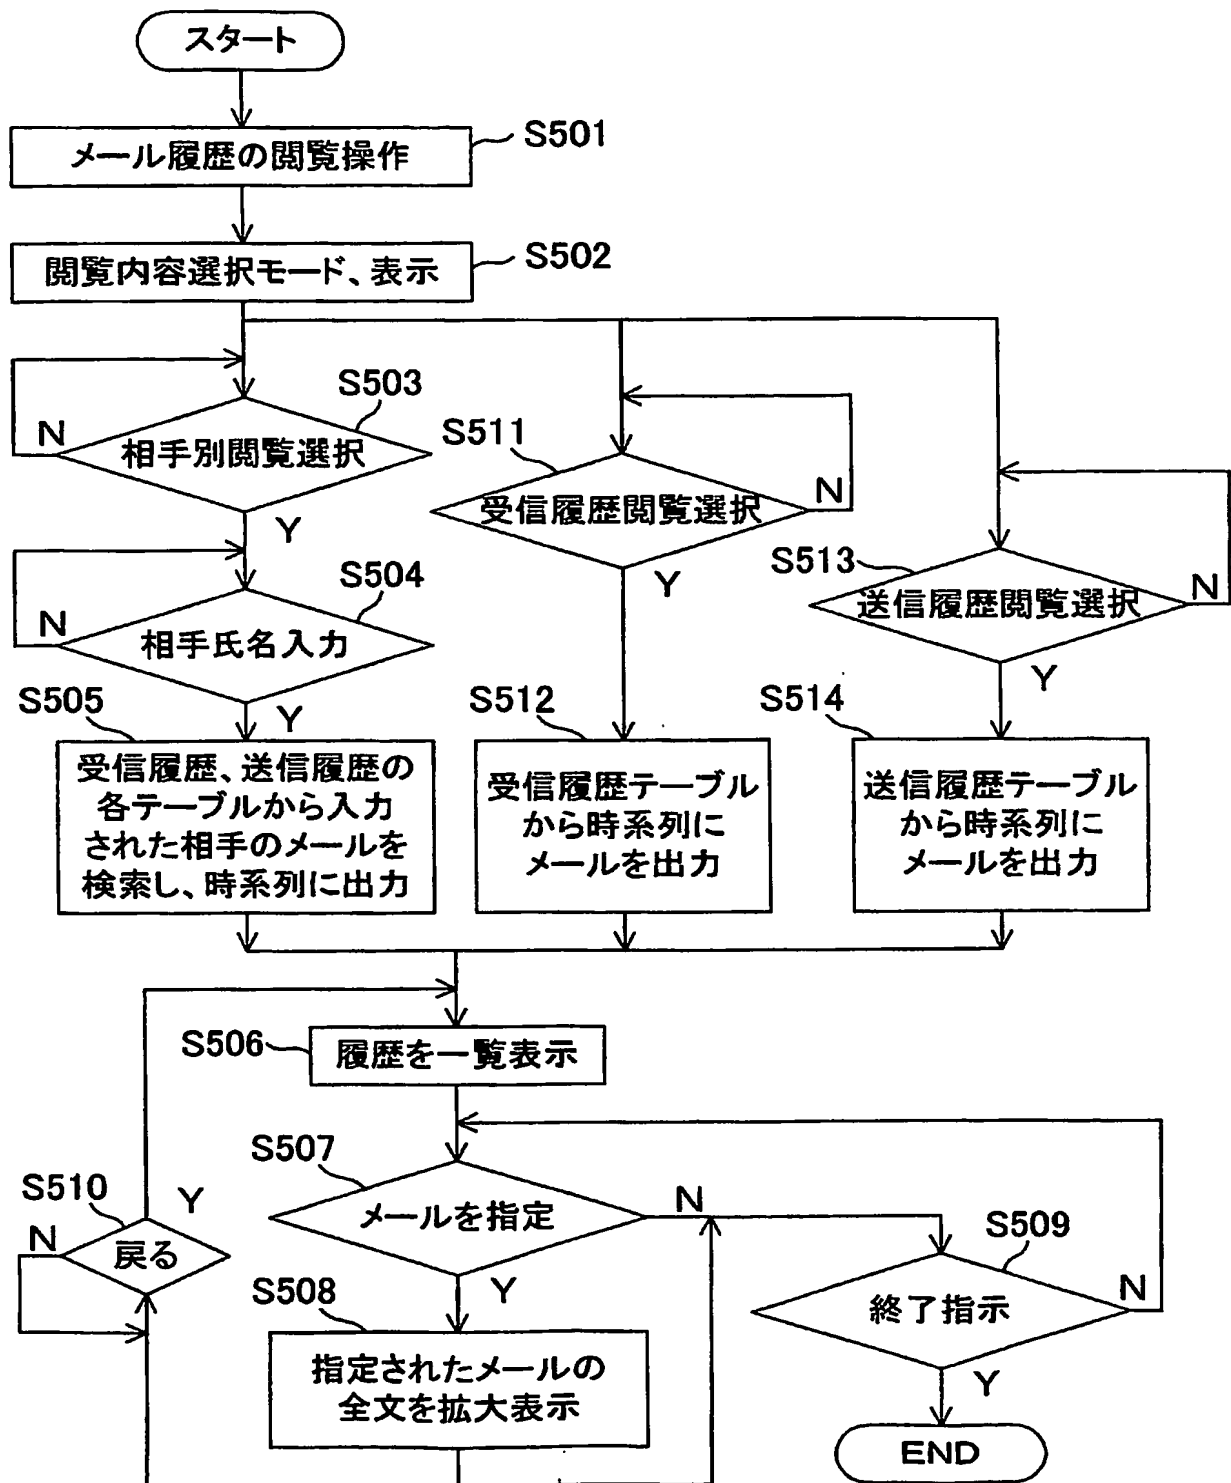 スタート
S501
メール履歴の閲覧操作
S502
閲覧内容選択モード、表示
S503
N
相手別閲覧選択
Y
S511
受信履歴閲覧選択
N
Y
S513
送信履歴閲覧選択
N
Y
S504
N
相手氏名入力
Y
S505
受信履歴、送信履歴の
各テーブルから入力
された相手のメールを
検索し、時系列に出力
S512
受信履歴テーブル
から時系列に
メールを出力
S514
送信履歴テーブル
から時系列に
メールを出力
S506
履歴を一覧表示
S507
メールを指定
N
Y
S510
Y
N
戻る
S508
指定されたメールの
全文を拡大表示
S509
終了指示
N
Y
END